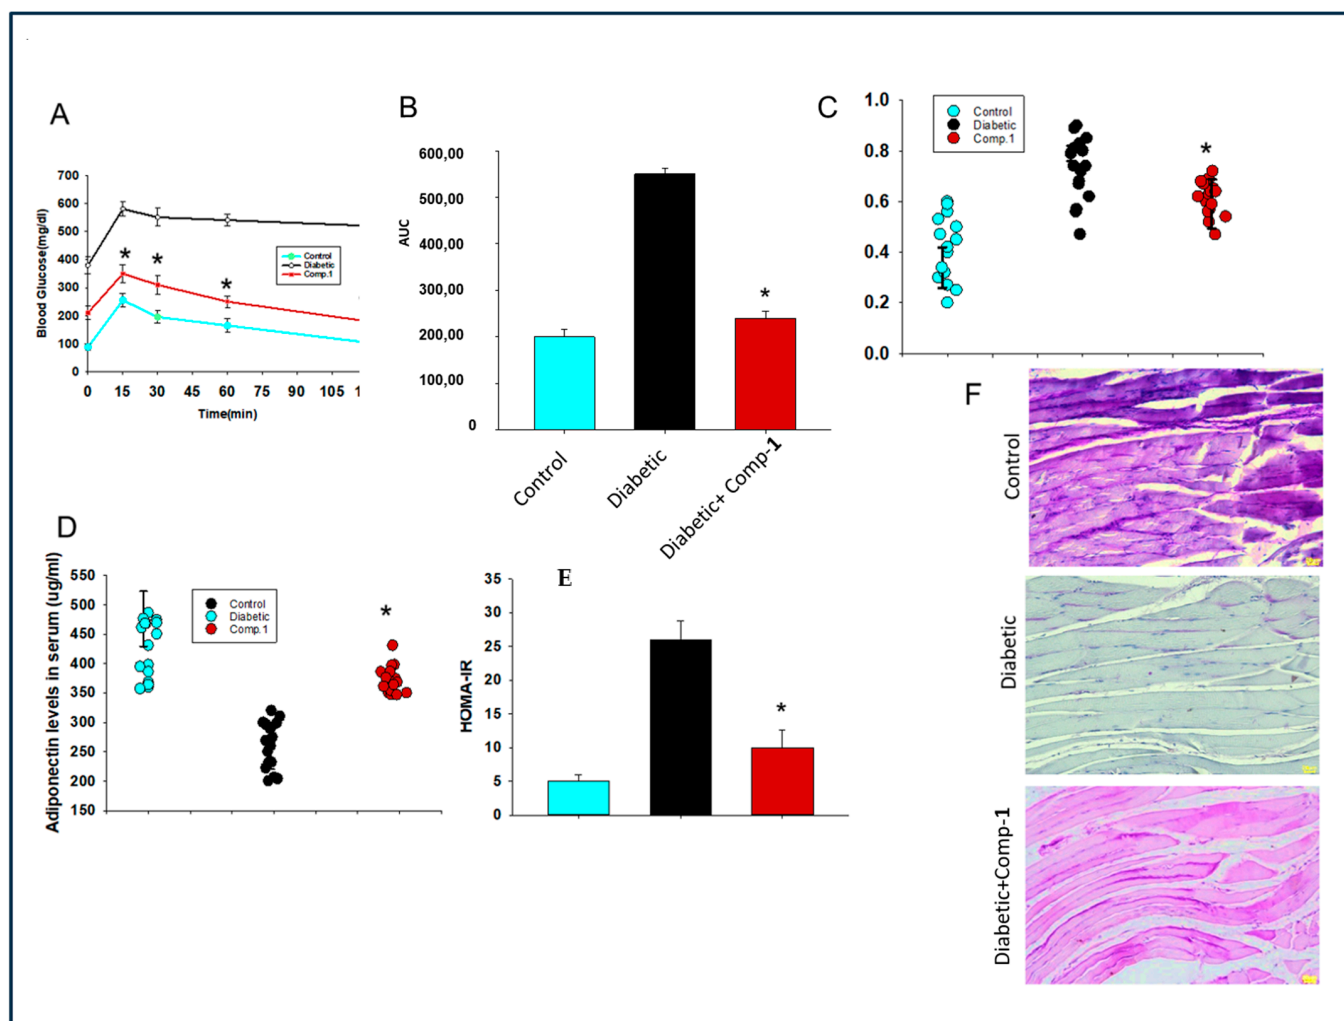 A
Blood Glucose(mg/dl)
700
600
500
400
300
200
100
0
0 15 30 45 60 75 90 105 1
Time(min)
Control
Diabetic
Comp.1
* * *
B
AUC
600,00
500,00
400,00
300,00
200,00
100,00
0
*
Control
Diabetic
Diabetic+ Comp-1
C
1.0
0.8
0.6
0.4
0.2
0.0
Control
Diabetic
Comp.1
*
D
Adiponectin levels in serum (ug/ml)
550
500
450
400
350
300
250
200
150
Control
Diabetic
Comp.1
*
E
HOMA-IR
35
30
25
20
15
10
5
0
*
F
Control
Diabetic
Diabetic+Comp-1